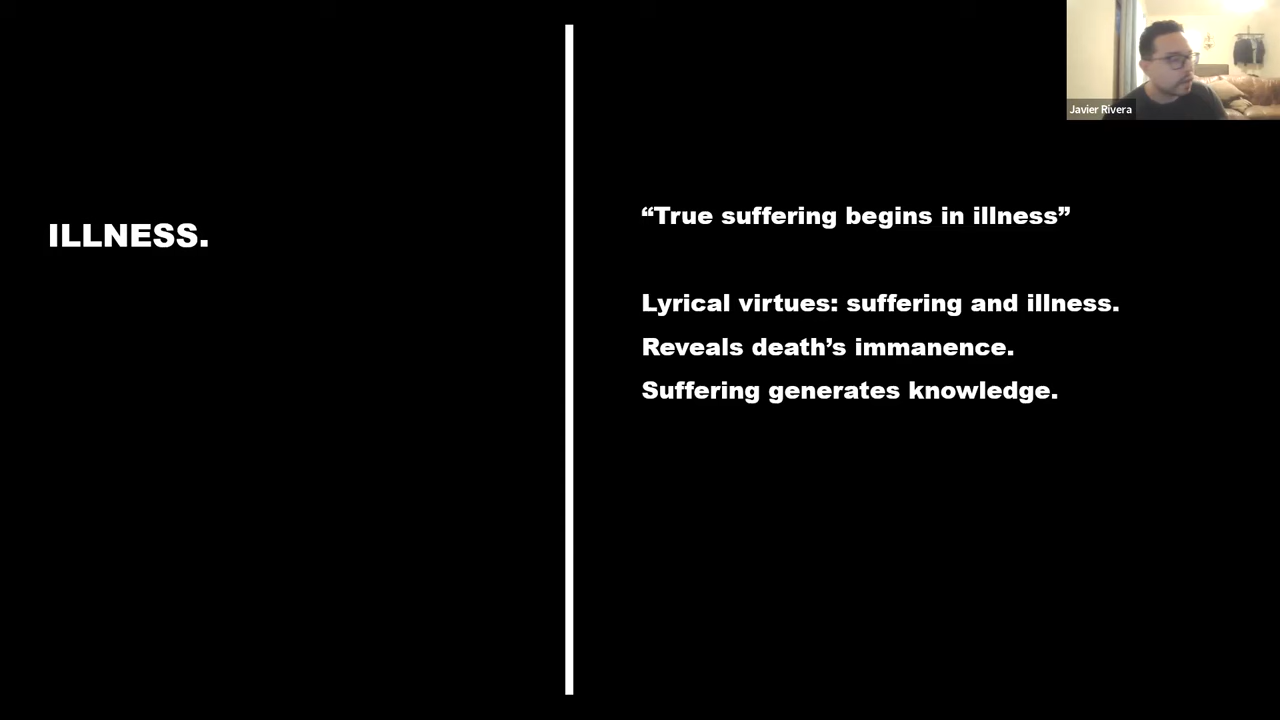 ILLNESS.
“True suffering begins in illness”
Lyrical virtues: suffering and illness.
Reveals death’s immanence.
Suffering generates knowledge.
Javier Rivera